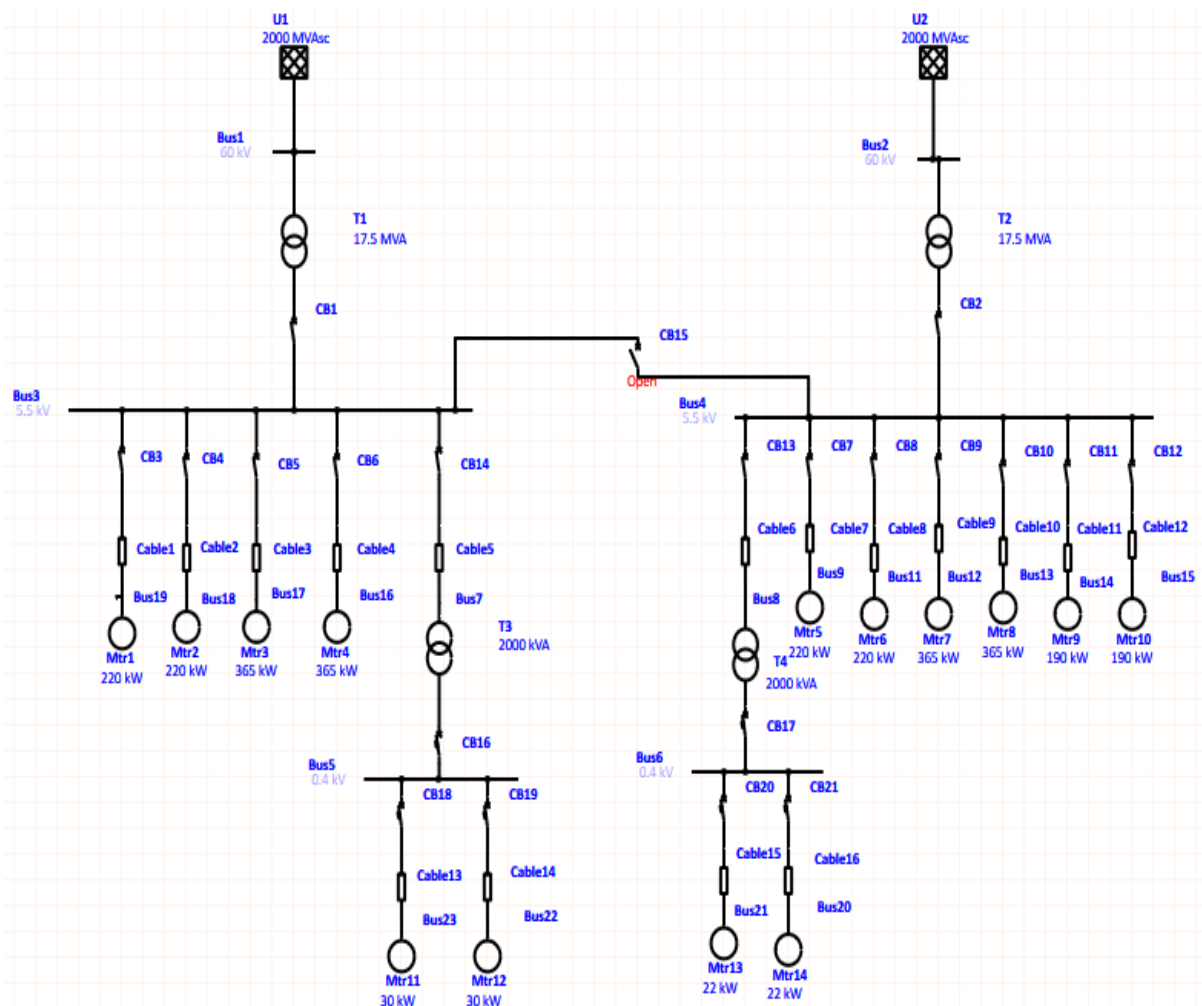 U1
2000 MVAsc
U2
2000 MVAsc
Bus1
60 kV
Bus2
60 kV
T1
17.5 MVA
T2
17.5 MVA
CB1
CB2
CB15
Open
Bus3
5.5 kV
Bus4
5.5 kV
CB3
CB4
CB5
CB6
CB14
CB13
CB7
CB8
CB9
CB10
CB11
CB12
Cable1
Cable2
Cable3
Cable4
Cable5
Cable6
Cable7
Cable8
Cable9
Cable10
Cable11
Cable12
Bus19
Bus18
Bus17
Bus16
Bus7
Bus8
Bus9
Bus11
Bus12
Bus13
Bus14
Bus15
Mtr1
220 kW
Mtr2
220 kW
Mtr3
365 kW
Mtr4
365 kW
T3
2000 kVA
T4
2000 kVA
Mtr5
220 kW
Mtr6
220 kW
Mtr7
365 kW
Mtr8
365 kW
Mtr9
190 kW
Mtr10
190 kW
CB16
CB17
Bus5
0.4 kV
Bus6
0.4 kV
CB18
CB19
CB20
CB21
Cable13
Cable14
Cable15
Cable16
Bus23
Bus22
Bus21
Bus20
Mtr11
30 kW
Mtr12
30 kW
Mtr13
22 kW
Mtr14
22 kW